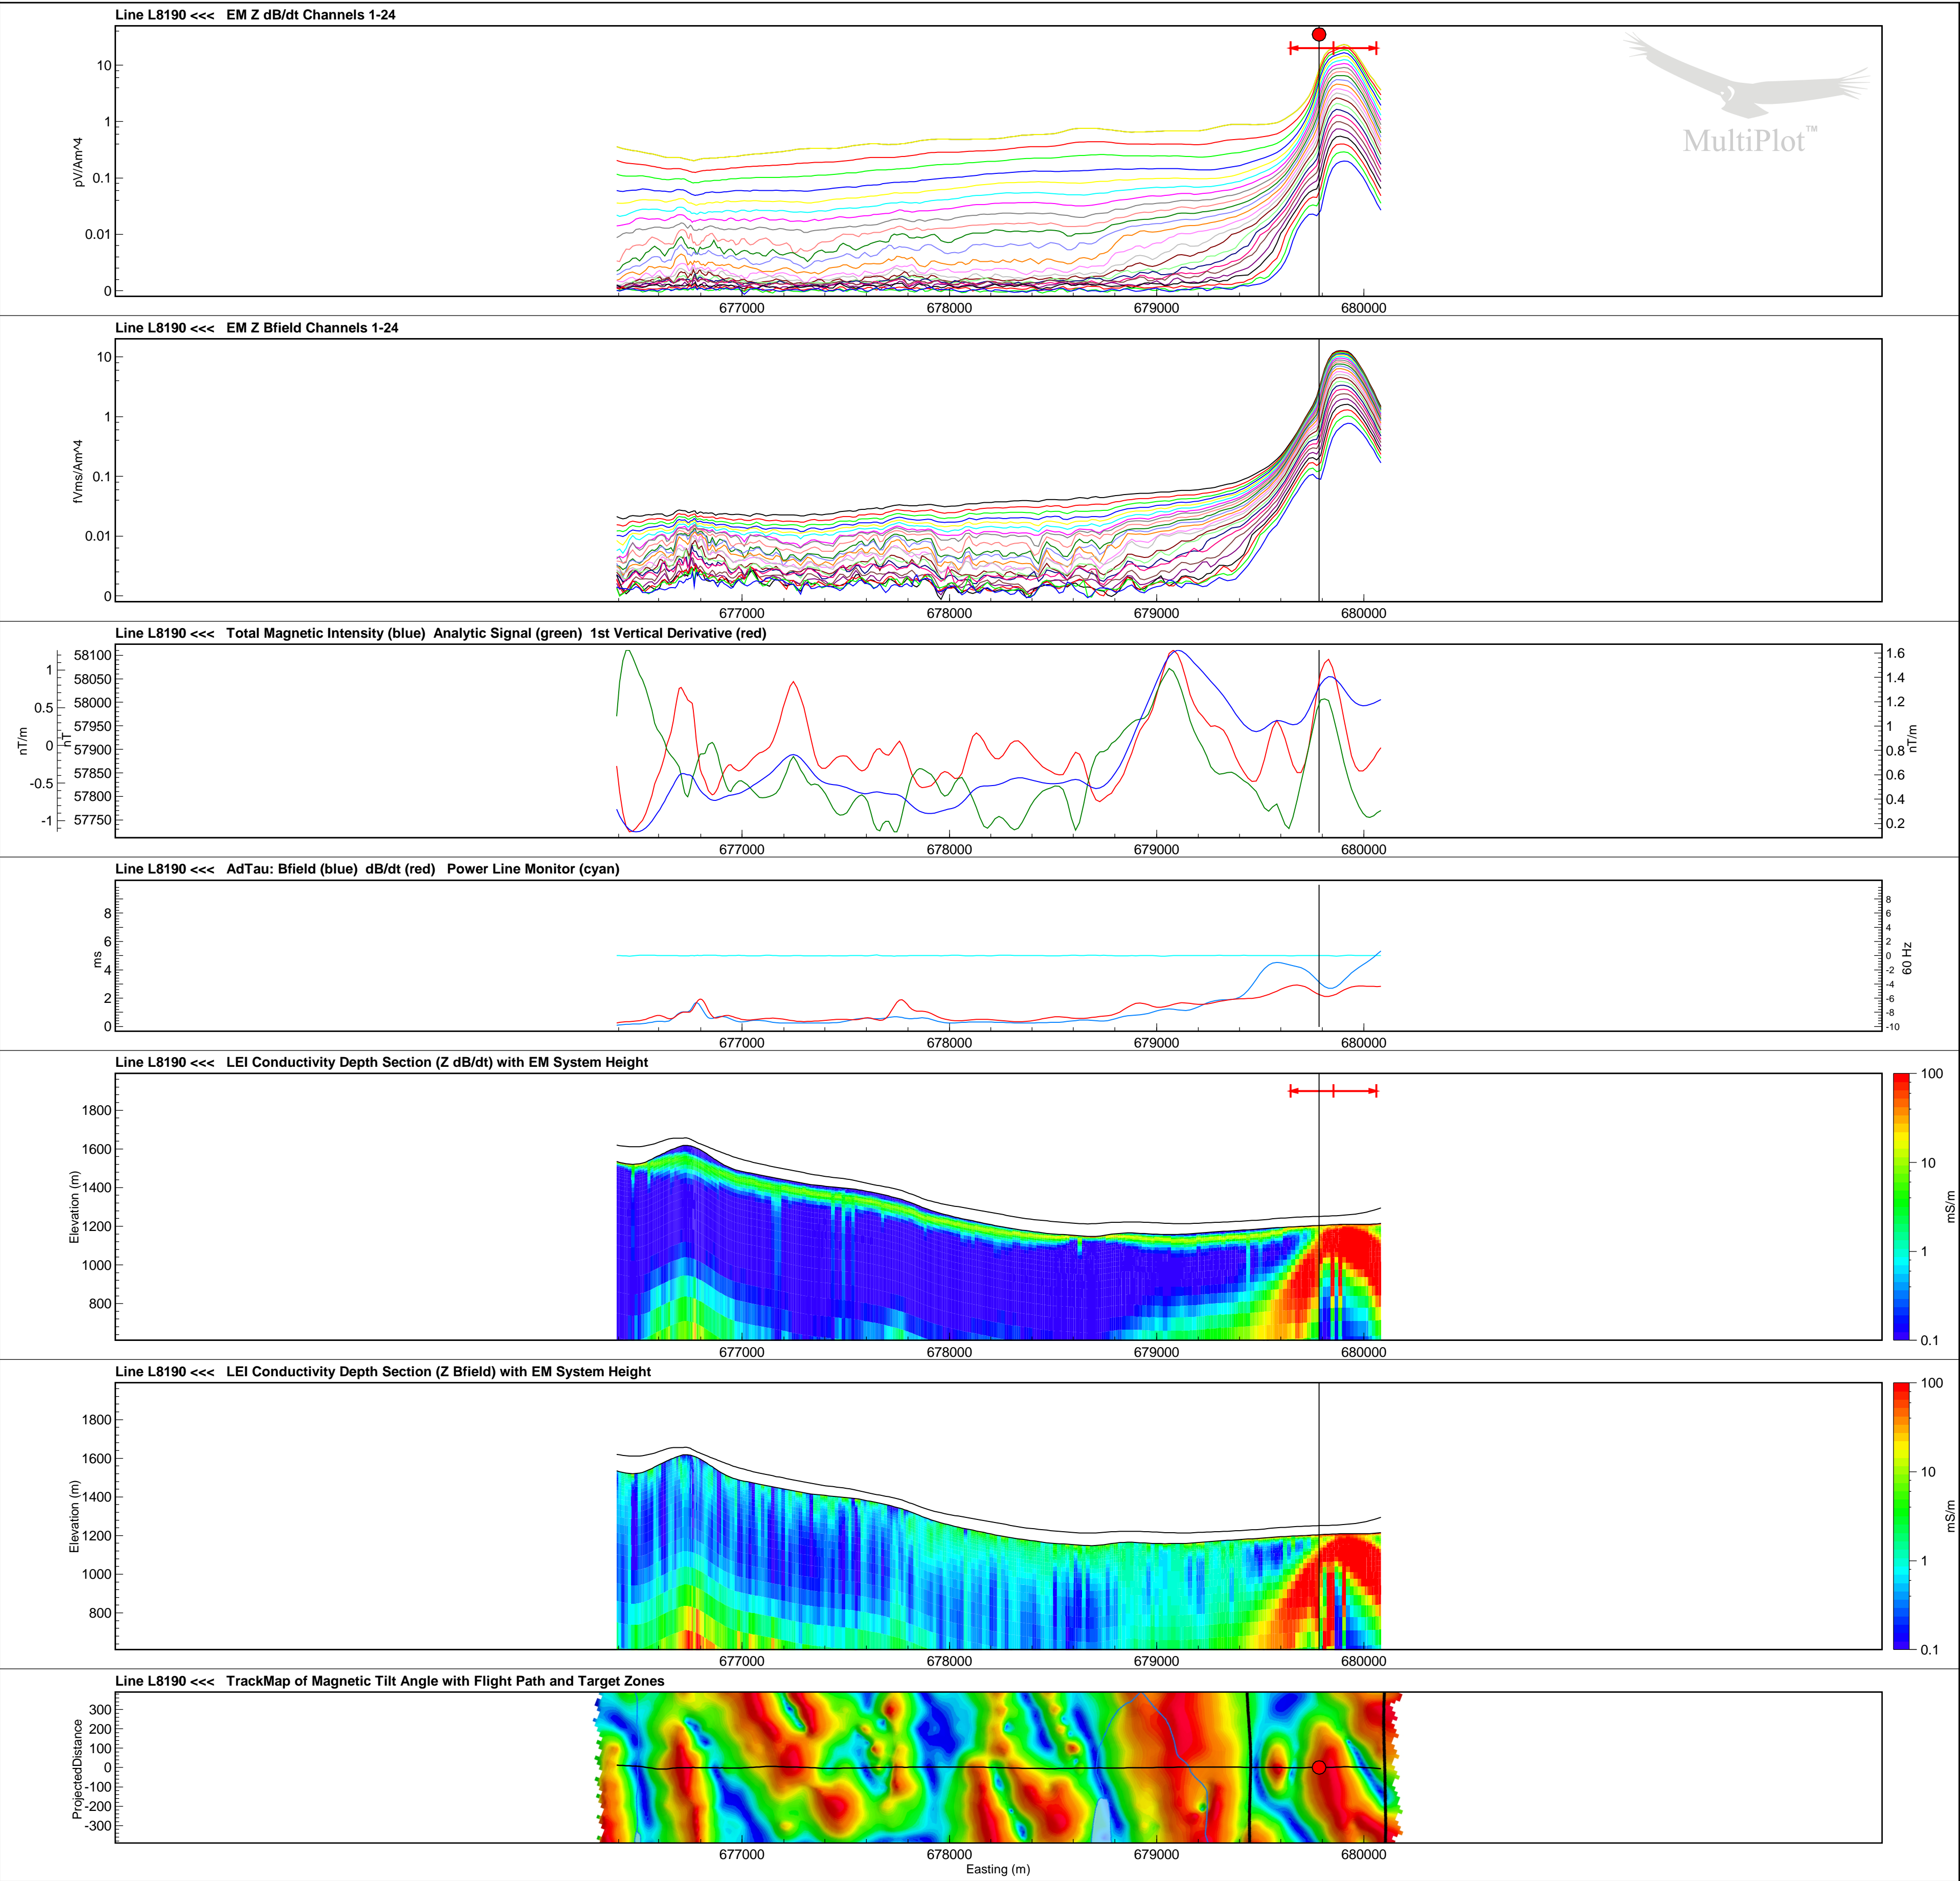 Line L8190 <<<   EM Z dB/dt Channels 1-24
10
1
0.1
0.01
0
pV/Am^4
677000 678000 679000 680000
MultiPlot™
Line L8190 <<<   EM Z Bfield Channels 1-24
10
1
0.1
0.01
0
fVms/Am^4
677000 678000 679000 680000
Line L8190 <<<   Total Magnetic Intensity (blue)  Analytic Signal (green)  1st Vertical Derivative (red)
1
0.5
0
-0.5
-1
nT/m
58100
58050
58000
57950
57900
57850
57800
57750
nT
1.6
1.4
1.2
1
0.8
0.6
0.4
0.2
nT/m
677000 678000 679000 680000
Line L8190 <<<   AdTau: Bfield (blue)  dB/dt (red)   Power Line Monitor (cyan)
8
6
4
2
0
ms
8
6
4
2
0
-2
-4
-6
-8
-10
60 Hz
677000 678000 679000 680000
Line L8190 <<<   LEI Conductivity Depth Section (Z dB/dt) with EM System Height
1800
1600
1400
1200
1000
800
Elevation (m)
100
10
1
0.1
mS/m
677000 678000 679000 680000
Line L8190 <<<   LEI Conductivity Depth Section (Z Bfield) with EM System Height
1800
1600
1400
1200
1000
800
Elevation (m)
100
10
1
0.1
mS/m
677000 678000 679000 680000
Line L8190 <<<   TrackMap of Magnetic Tilt Angle with Flight Path and Target Zones
300
200
100
0
-100
-200
-300
ProjectedDistance
677000 678000 679000 680000
Easting (m)